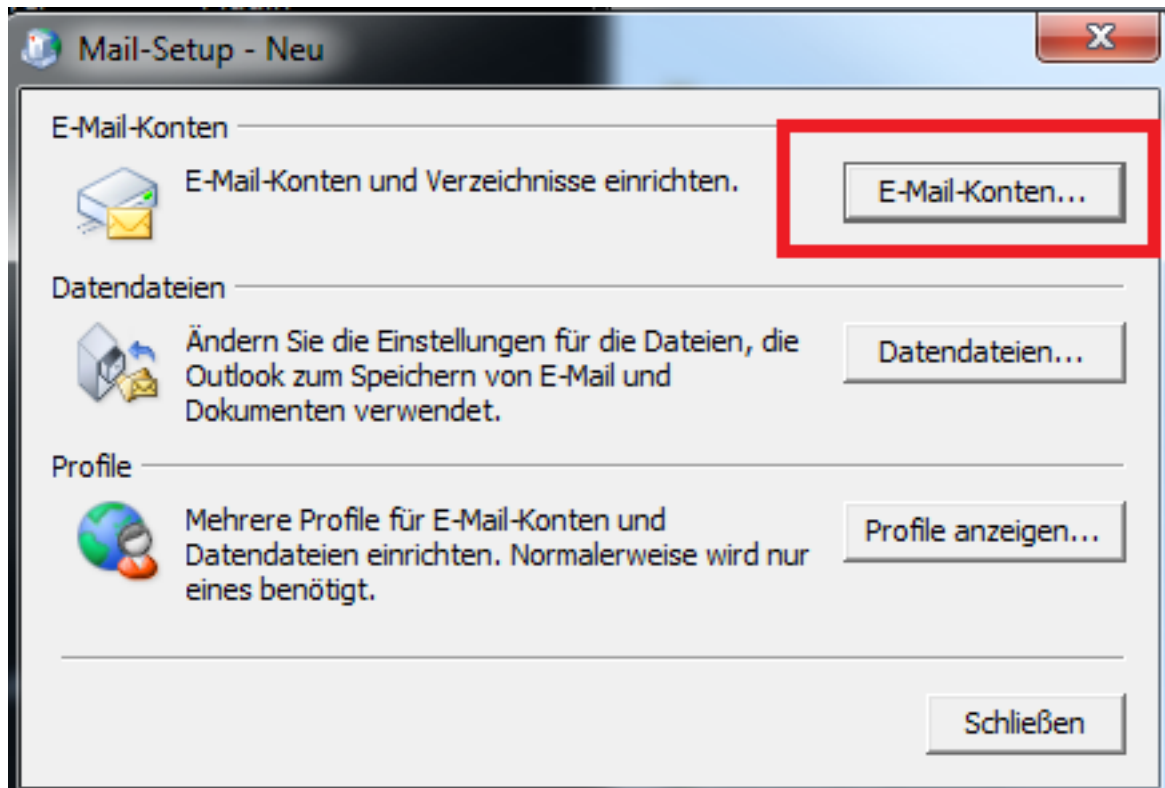 Mail-Setup - Neu
E-Mail-Konten
E-Mail-Konten und Verzeichnisse einrichten.
E-Mail-Konten...
Datendateien
Ändern Sie die Einstellungen für die Dateien, die
Outlook zum Speichern von E-Mail und
Dokumenten verwendet.
Datendateien...
Profile
Mehrere Profile für E-Mail-Konten und
Datendateien einrichten. Normalerweise wird nur
eines benötigt.
Profile anzeigen...
Schließen